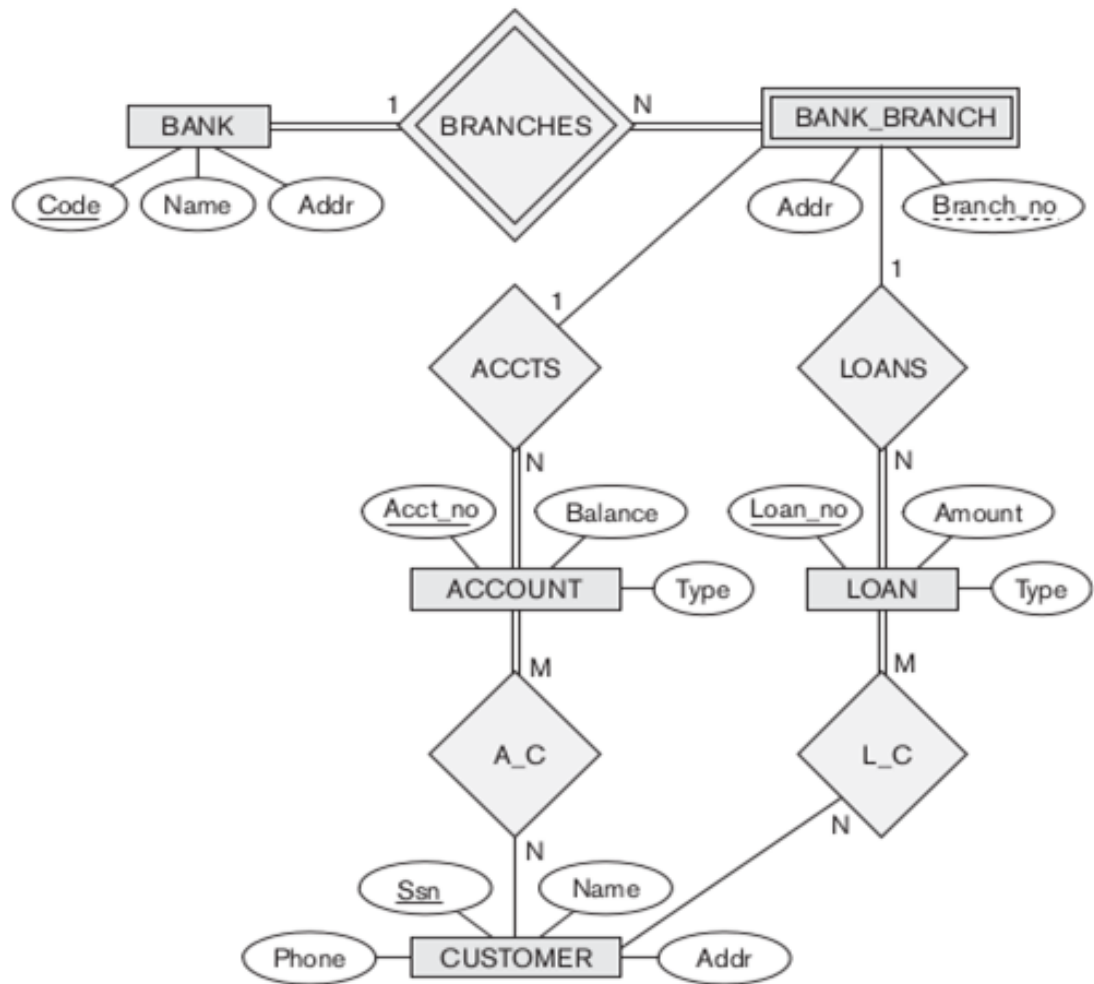 1
N
BANK
BRANCHES
BANK_BRANCH
Code
Name
Addr
Addr
Branch_no
1
1
ACCTS
LOANS
N
N
Acct_no
Balance
Loan_no
Amount
ACCOUNT
Type
LOAN
Type
M
M
A_C
L_C
N
N
Ssn
Name
Phone
CUSTOMER
Addr